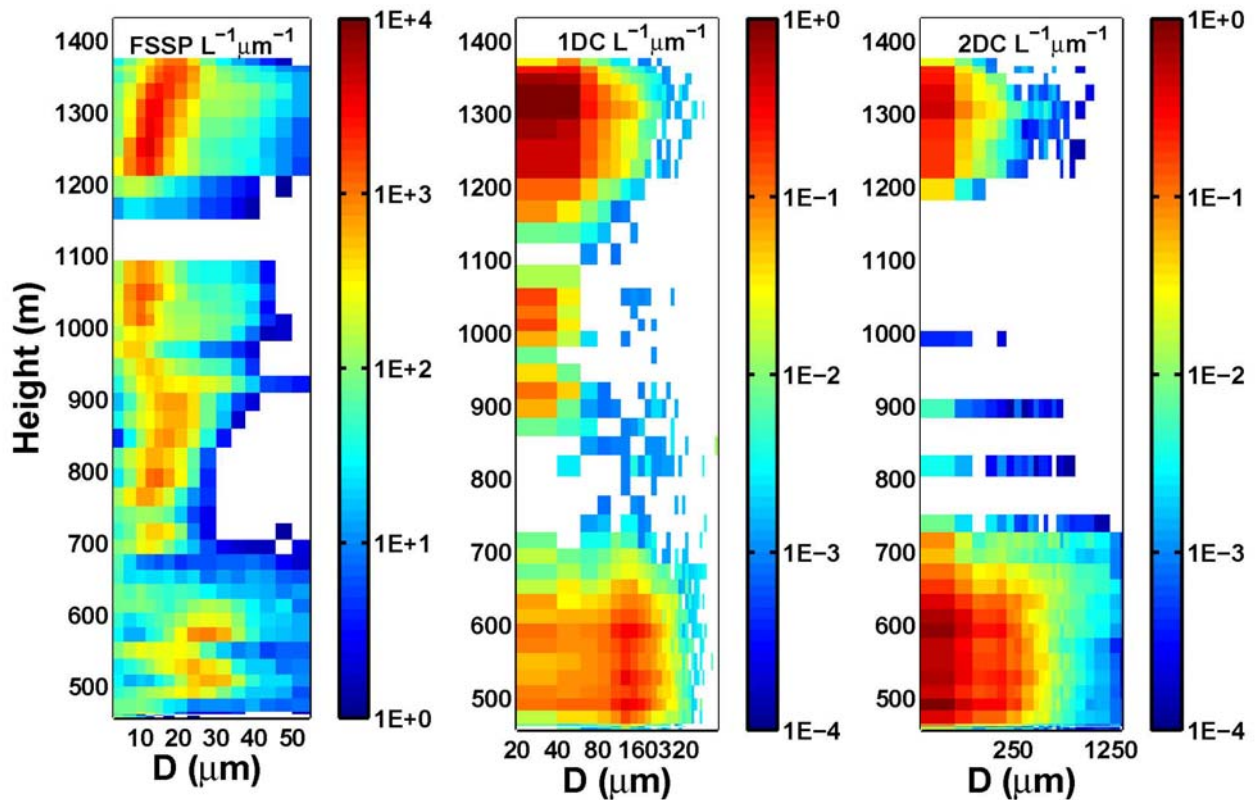 FSSP L⁻¹μm⁻¹
1400
1300
1200
1100
1000
900
800
700
600
500
Height (m)
10 20 30 40 50
D (μm)
1E+4
1E+3
1E+2
1E+1
1E+0
1DC L⁻¹μm⁻¹
1400
1300
1200
1100
1000
900
800
700
600
500
20 40 80 160 320
D (μm)
1E+0
1E−1
1E−2
1E−3
1E−4
2DC L⁻¹μm⁻¹
1400
1300
1200
1100
1000
900
800
700
600
500
250 1250
D (μm)
1E+0
1E−1
1E−2
1E−3
1E−4